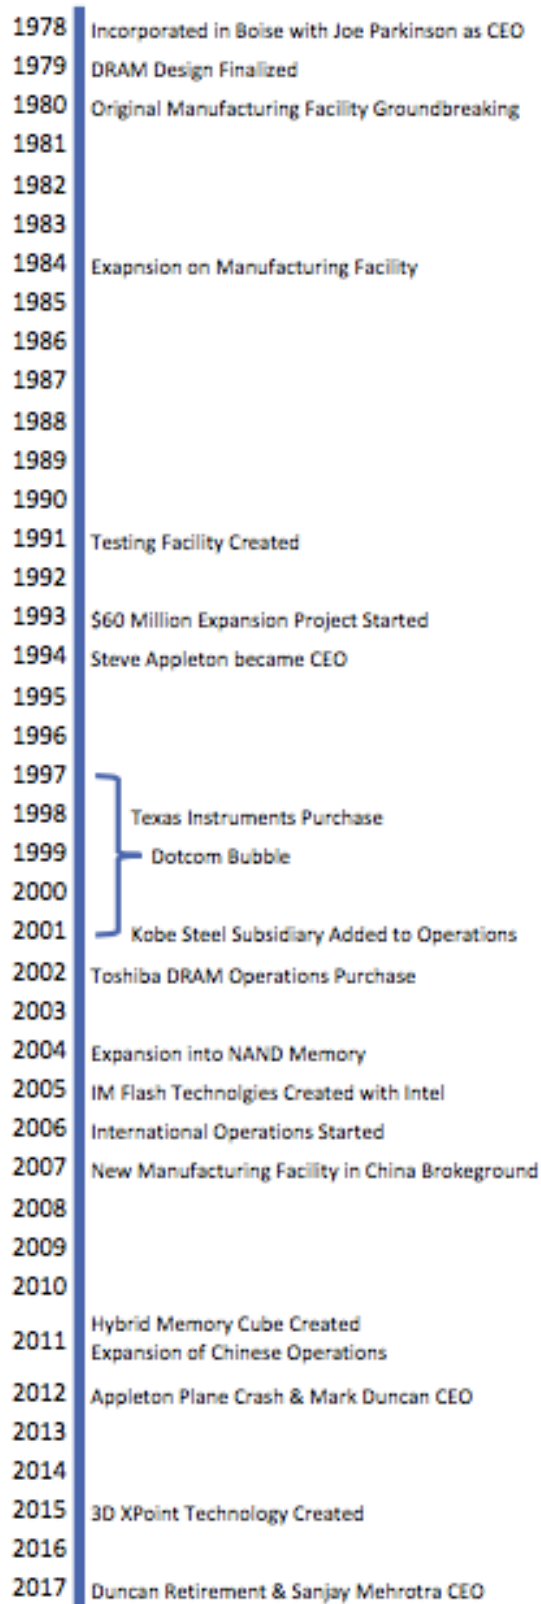 1978 Incorporated in Boise with Joe Parkinson as CEO
1979 DRAM Design Finalized
1980 Original Manufacturing Facility Groundbreaking
1981
1982
1983
1984 Exapnsion on Manufacturing Facility
1985
1986
1987
1988
1989
1990
1991 Testing Facility Created
1992
1993 $60 Million Expansion Project Started
1994 Steve Appleton became CEO
1995
1996
1997
1998 Texas Instruments Purchase
1999 Dotcom Bubble
2000
2001 Kobe Steel Subsidiary Added to Operations
2002 Toshiba DRAM Operations Purchase
2003
2004 Expansion into NAND Memory
2005 IM Flash Technolgies Created with Intel
2006 International Operations Started
2007 New Manufacturing Facility in China Brokeground
2008
2009
2010
Hybrid Memory Cube Created
2011
Expansion of Chinese Operations
2012 Appleton Plane Crash & Mark Duncan CEO
2013
2014
2015 3D XPoint Technology Created
2016
2017 Duncan Retirement & Sanjay Mehrotra CEO